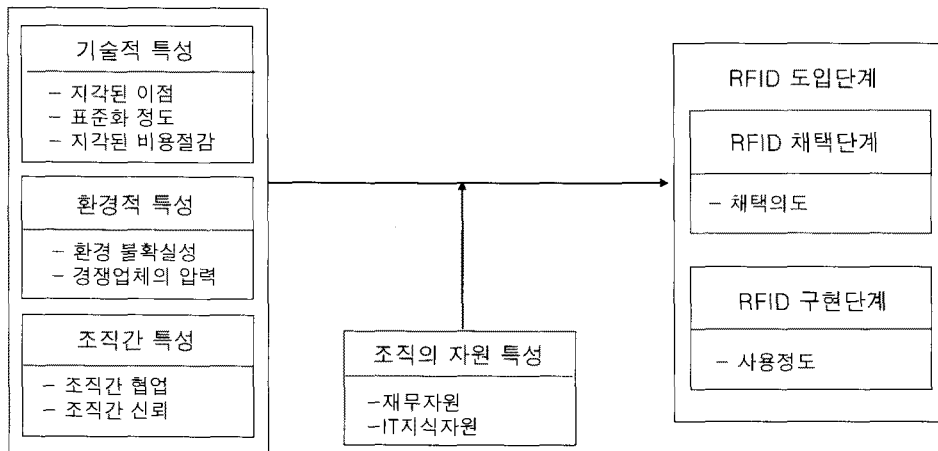 기술적 특성
– 지각된 이점
– 표준화 정도
– 지각된 비용절감
환경적 특성
– 환경 불확실성
– 경쟁업체의 압력
조직간 특성
– 조직간 협업
– 조직간 신뢰
조직의 자원 특성
–재무자원
–IT지식자원
RFID 도입단계
RFID 채택단계
– 채택의도
RFID 구현단계
– 사용정도